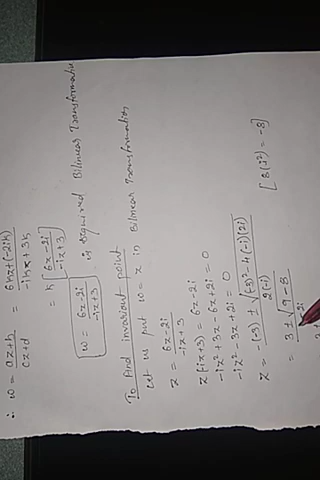 ∴ w = az+b / cz+d = 6kz+(-2ik) / -ikz+3k
= k [6z-2i / -iz+3]
w = 6z-2i / -iz+3 is required Bilinear Transformation
To find invariant point
Let us put w = z in Bilinear Transformation,
z = 6z-2i / -iz+3
z(-iz+3) = 6z-2i
-iz²+3z-6z+2i=0
-iz²-3z+2i=0
z = -(-3) ± √(-3)²-4(-i)(2i) / 2(-i)
= 3 ± √9-8 / -2i [8(i²) = -8]